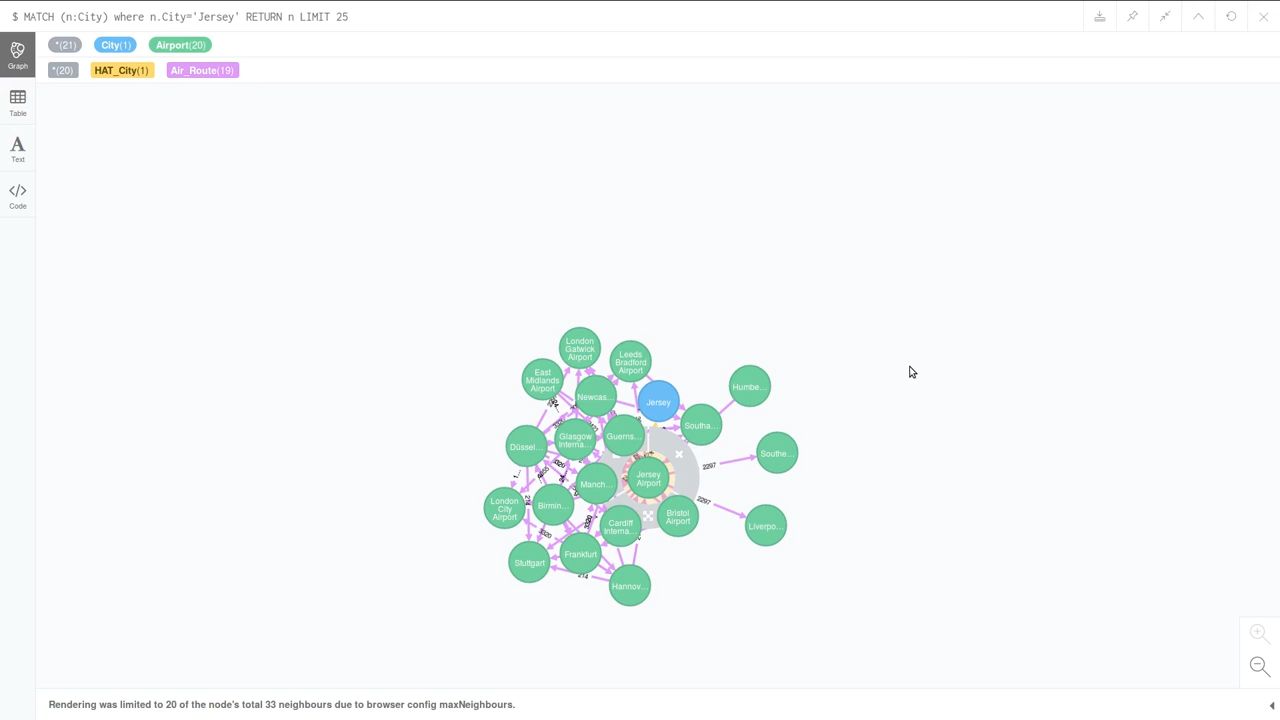 $ MATCH (n:City) where n.City='Jersey' RETURN n LIMIT 25
*(21) City(1) Airport(20)
*(20) HAT_City(1) Air_Route(19)
Graph
Table
Text
Code
London Gatwick Airport
Leeds Bradford Airport
East Midlands Airport
Humbe...
Newcas...
Jersey
Southa...
Guerns...
Glasgow Interna...
Düssel...
Southe...
2297
Jersey Airport
Manch...
2297
London City Airport
Birmin...
Bristol Airport
Cardiff Interna...
Liverpo...
3320
Frankfurt
Stuttgart
214
Hannov...
Rendering was limited to 20 of the node's total 33 neighbours due to browser config maxNeighbours.